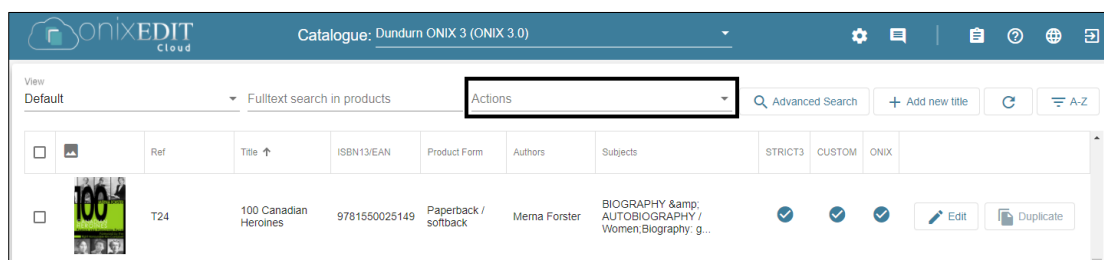 onixEDIT
Cloud
Catalogue: Dundurn ONIX 3 (ONIX 3.0)
View
Default
Fulltext search in products
Actions
Advanced Search
Add new title
A-Z
Ref
Title
ISBN13/EAN
Product Form
Authors
Subjects
STRICT3
CUSTOM
ONIX
100
T24
100 Canadian
Heroines
9781550025149
Paperback /
softback
Merna Forster
BIOGRAPHY &amp;
AUTOBIOGRAPHY /
Women;Biography: g...
Edit
Duplicate